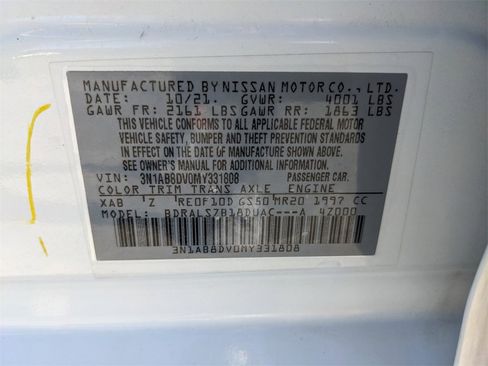 MANUFACTURED BY NISSAN MOTOR CO., LTD.
DATE: 10/21. GVWR: 4001 LBS
GAWR FR: 2161 LBS GAWR RR: 1863 LBS
THIS VEHICLE CONFORMS TO ALL APPLICABLE FEDERAL MOTOR
VEHICLE SAFETY, BUMPER, AND THEFT PREVENTION STANDARDS
IN EFFECT ON THE DATE OF MANUFACTURE SHOWN ABOVE.
SEE OWNER'S MANUAL FOR ADDITIONAL INFORMATION.
VIN: 3N1AB8DV0MY331808 PASSENGER CAR.
COLOR TRIM TRANS AXLE ENGINE
XAB Z RE0F10D GS50 MR20 1997 CC
MODEL: BDRALSZB18DUAC---A 4Z000
3N1AB8DV0MY331808